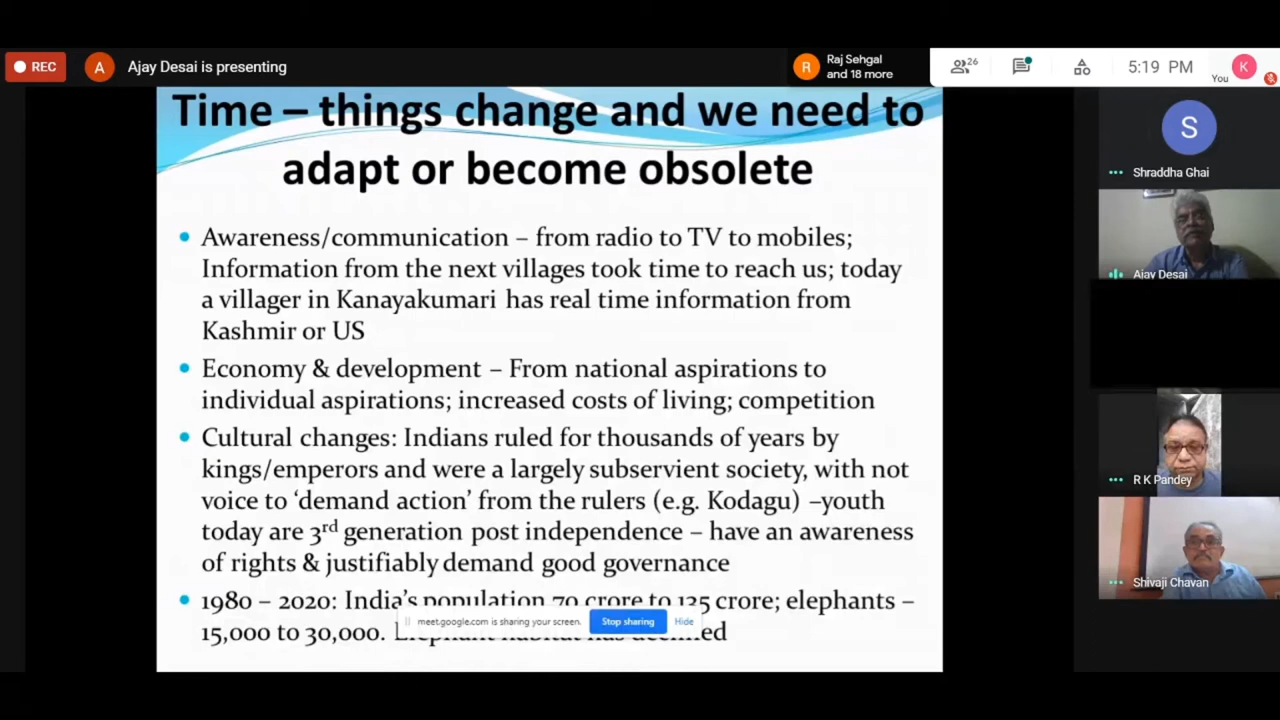 REC
A
Ajay Desai is presenting
R
Raj Sehgal
and 18 more
26
5:19 PM
You
K
Time – things change and we need to
adapt or become obsolete
• Awareness/communication – from radio to TV to mobiles;
Information from the next villages took time to reach us; today
a villager in Kanayakumari has real time information from
Kashmir or US
• Economy & development – From national aspirations to
individual aspirations; increased costs of living; competition
• Cultural changes: Indians ruled for thousands of years by
kings/emperors and were a largely subservient society, with not
voice to ‘demand action’ from the rulers (e.g. Kodagu) –youth
today are 3rd generation post independence – have an awareness
of rights & justifiably demand good governance
• 1980 – 2020: India’s population 70 crore to 135 crore; elephants –
15,000 to 30,000. Elephant habitat has declined
meet.google.com is sharing your screen.
Stop sharing
Hide
S
Shraddha Ghai
Ajay Desai
R K Pandey
Shivaji Chavan